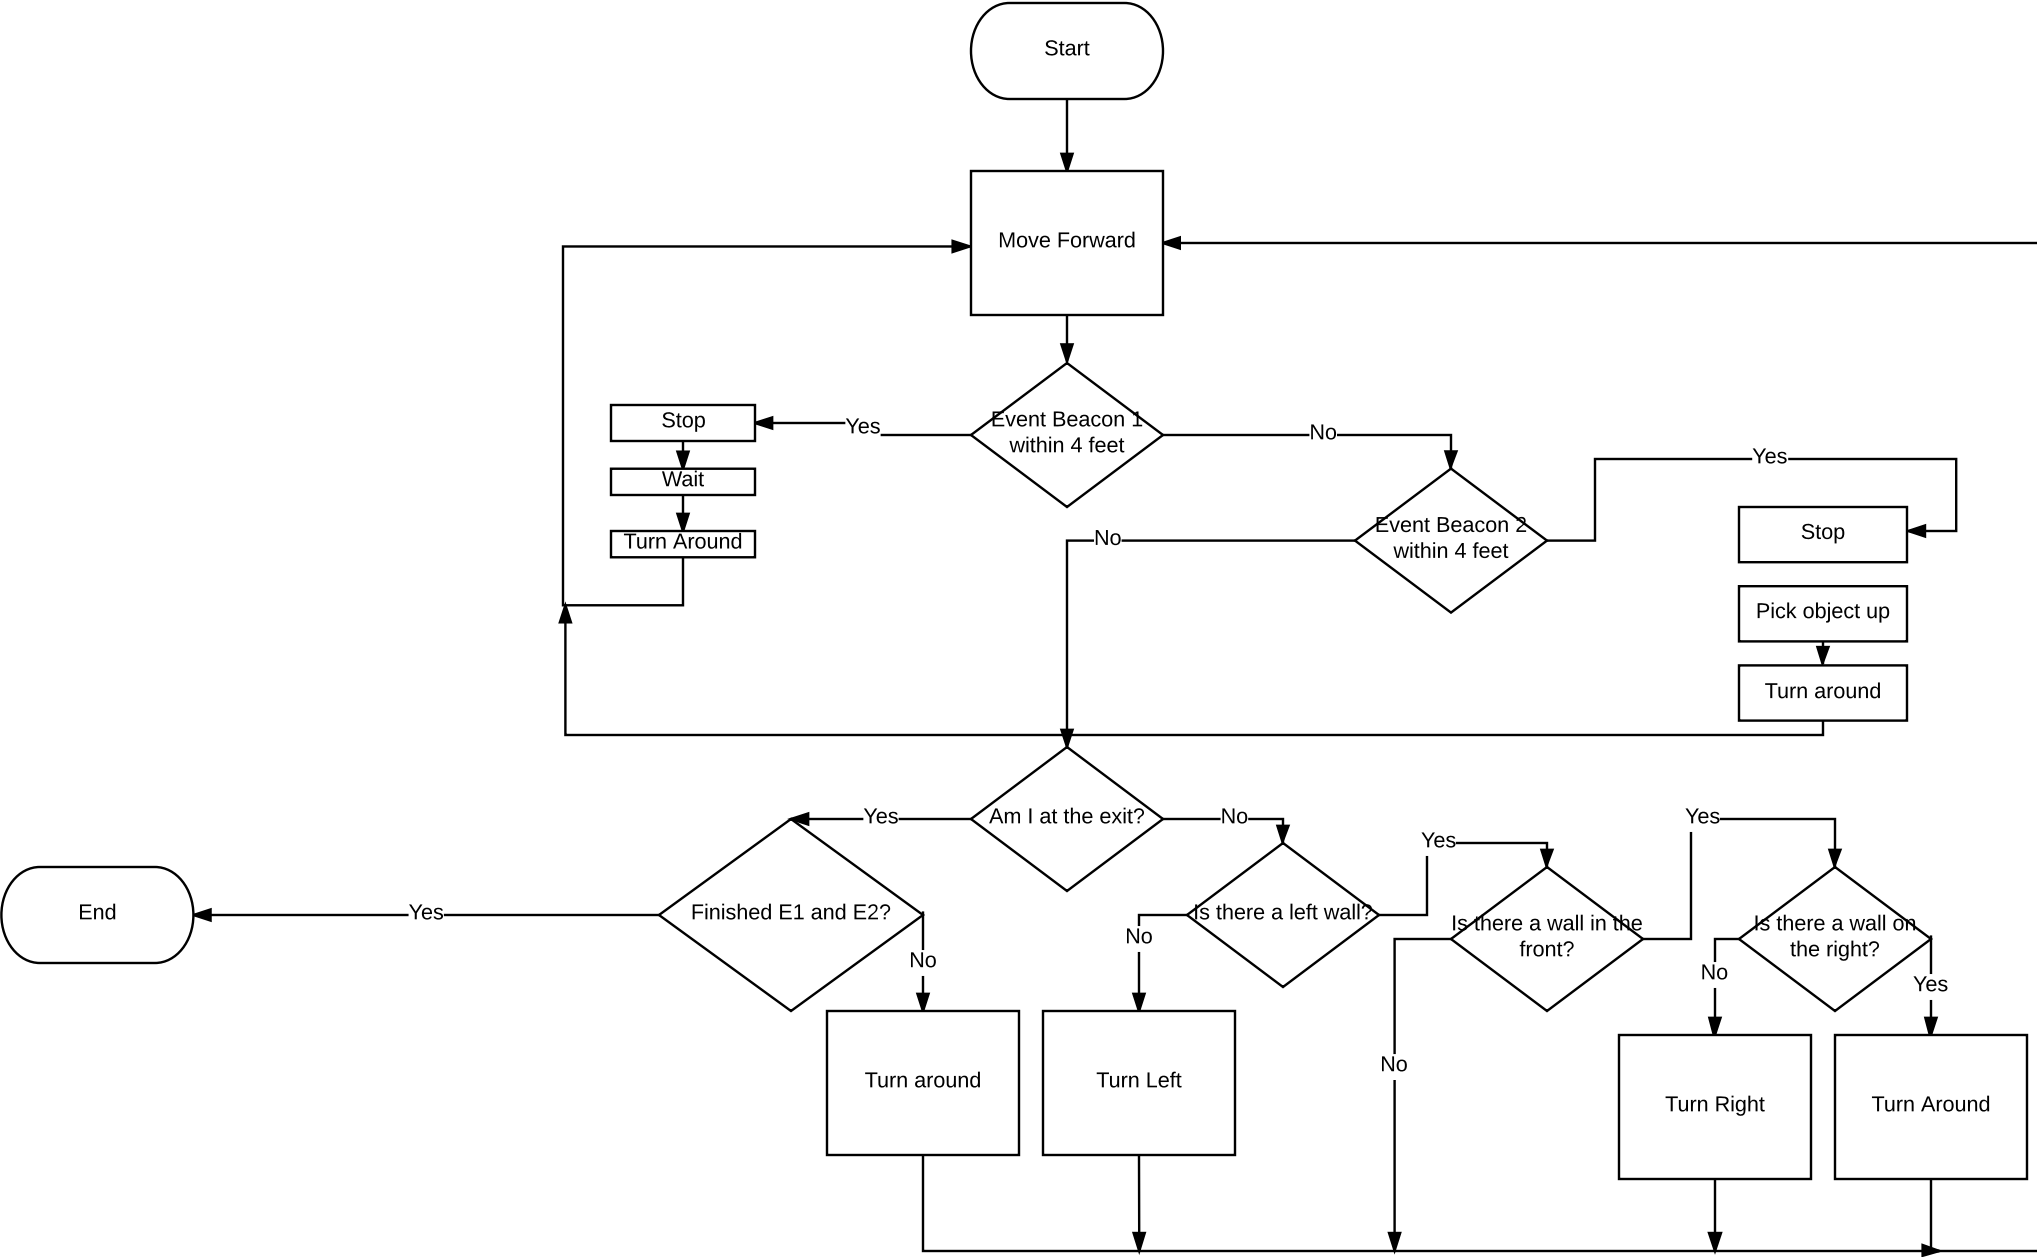 Start
Move Forward
Event Beacon 1
within 4 feet
Yes
No
Stop
Wait
Turn Around
Event Beacon 2
within 4 feet
Yes
No
Stop
Pick object up
Turn around
Am I at the exit?
Yes
No
Finished E1 and E2?
Yes
No
End
Turn around
Is there a left wall?
Yes
No
Turn Left
Is there a wall in the
front?
Yes
No
Is there a wall on
the right?
No
Yes
Turn Right
Turn Around